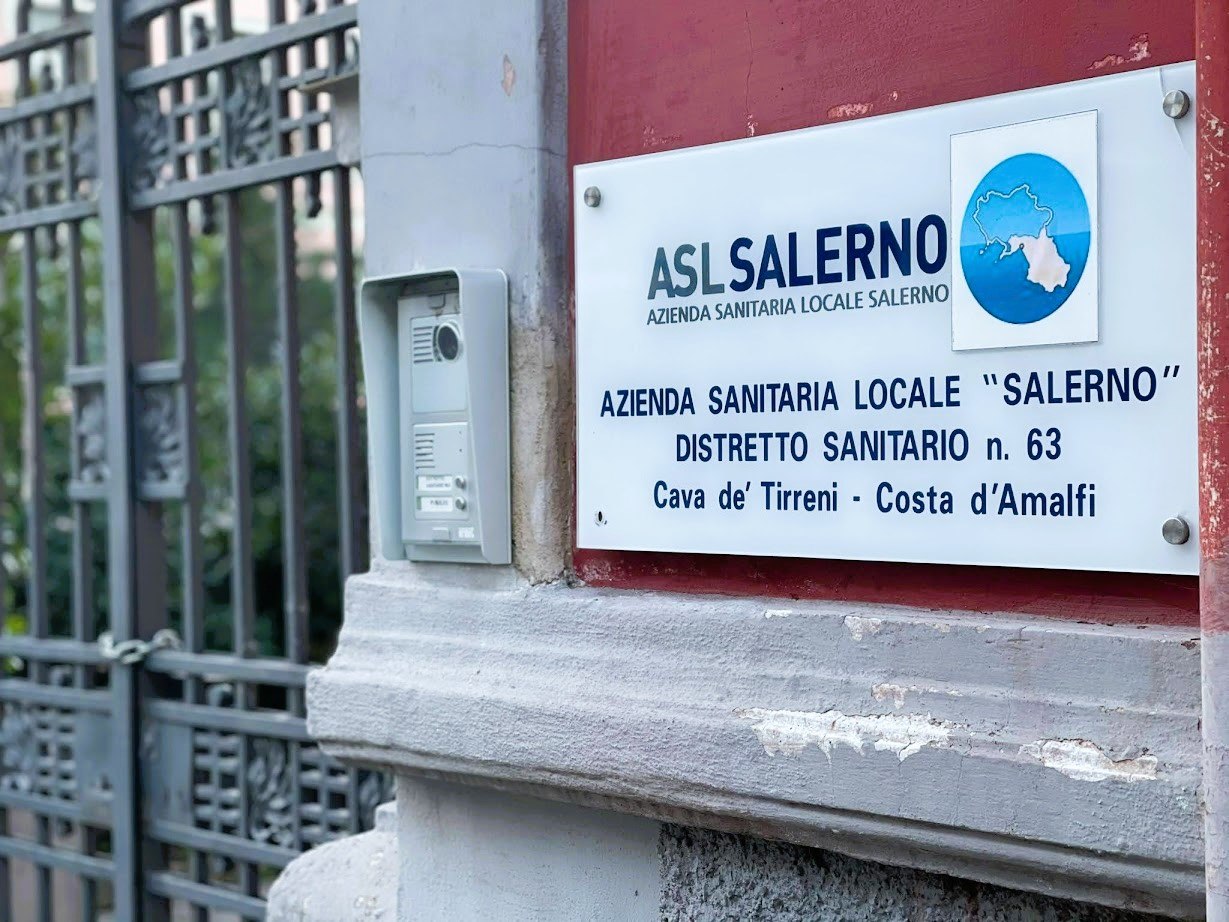 ASL SALERNO
AZIENDA SANITARIA LOCALE SALERNO
AZIENDA SANITARIA LOCALE "SALERNO"
DISTRETTO SANITARIO n. 63
Cava de' Tirreni - Costa d'Amalfi